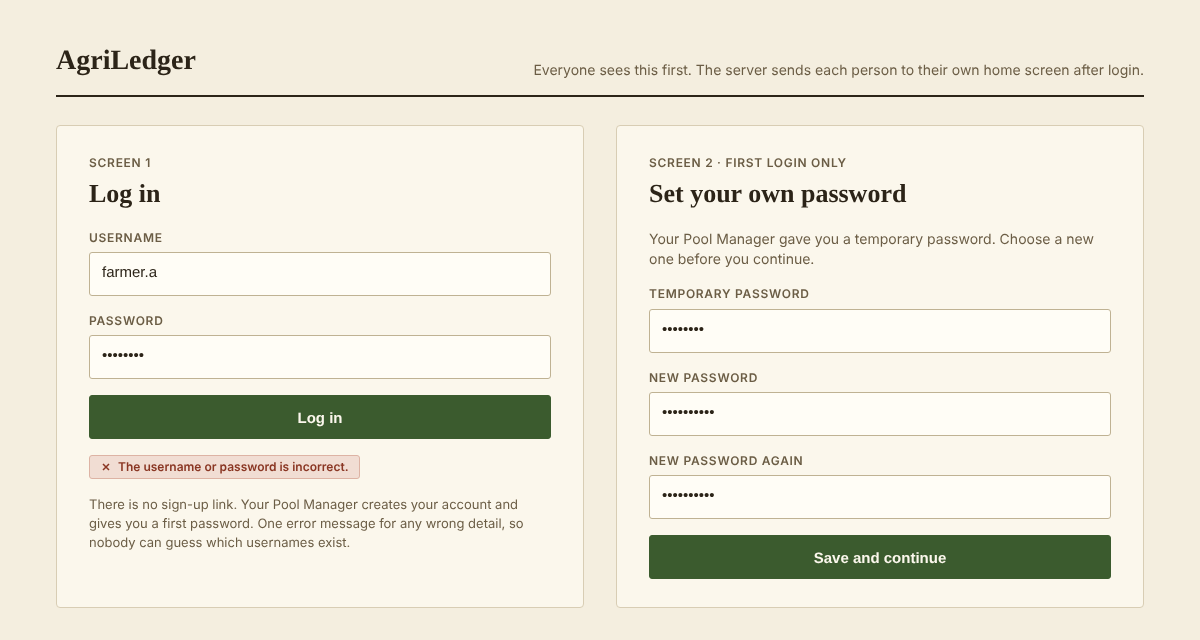 AgriLedger
Everyone sees this first. The server sends each person to their own home screen after login.
SCREEN 1
Log in
USERNAME
farmer.a
PASSWORD
••••••••
Log in
✕ The username or password is incorrect.
There is no sign-up link. Your Pool Manager creates your account and
gives you a first password. One error message for any wrong detail, so
nobody can guess which usernames exist.
SCREEN 2 · FIRST LOGIN ONLY
Set your own password
Your Pool Manager gave you a temporary password. Choose a new
one before you continue.
TEMPORARY PASSWORD
••••••••
NEW PASSWORD
••••••••••
NEW PASSWORD AGAIN
••••••••••
Save and continue